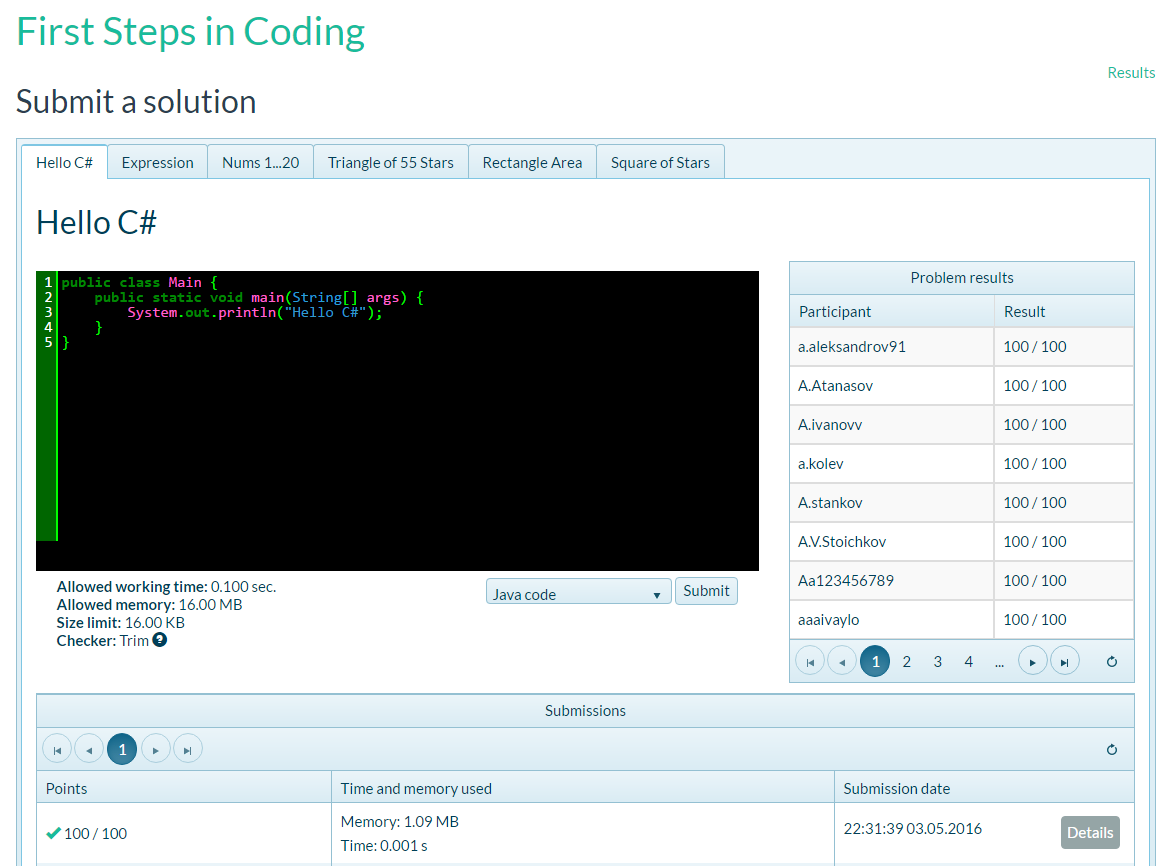 First Steps in Coding
Results
Submit a solution
Hello C# Expression Nums 1...20 Triangle of 55 Stars Rectangle Area Square of Stars
Hello C#
1 public class Main {
2 public static void main(String[] args) {
3 System.out.println("Hello C#");
4 }
5 }
Allowed working time: 0.100 sec.
Allowed memory: 16.00 MB
Size limit: 16.00 KB
Checker: Trim ?
Java code Submit
Problem results
Participant Result
a.aleksandrov91 100 / 100
A.Atanasov 100 / 100
A.ivanovv 100 / 100
a.kolev 100 / 100
A.stankov 100 / 100
A.V.Stoichkov 100 / 100
Aa123456789 100 / 100
aaaivaylo 100 / 100
1 2 3 4 ...
Submissions
1
Points Time and memory used Submission date
100 / 100 Memory: 1.09 MB 22:31:39 03.05.2016 Details
Time: 0.001 s